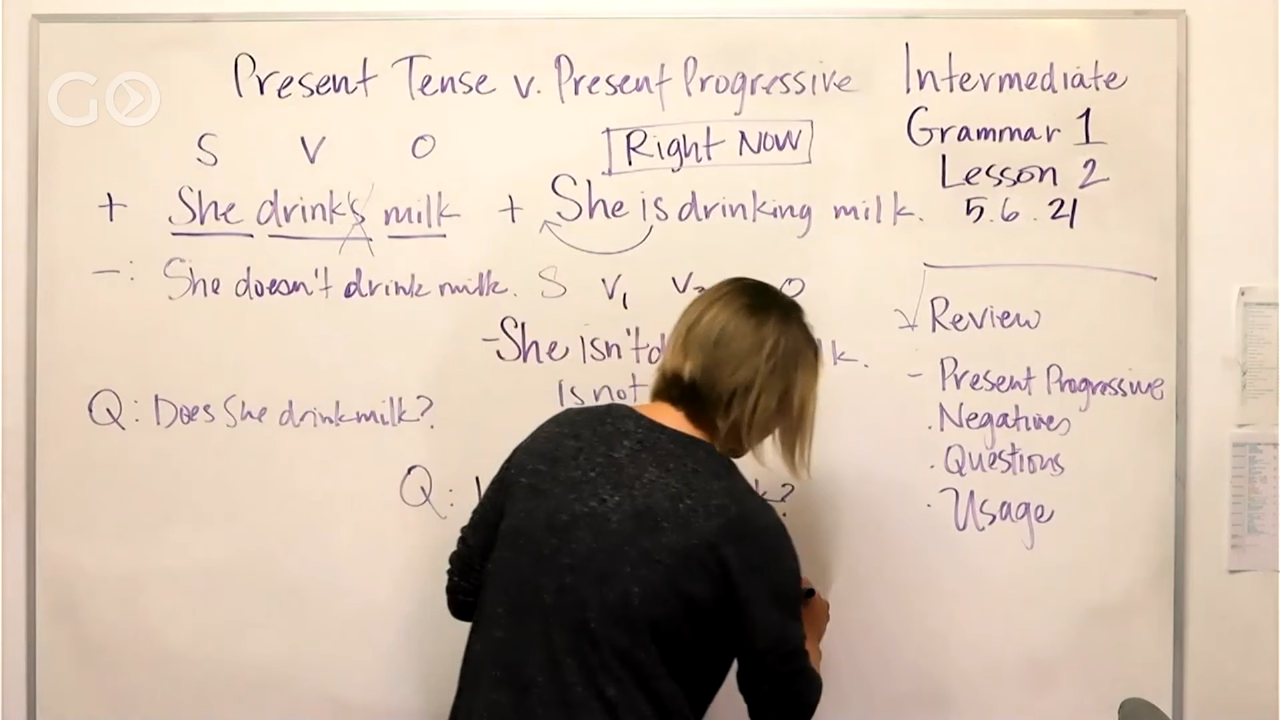 GO
Present Tense v. Present Progressive
Intermediate
Grammar 1
Lesson 2
5.6.21
S V O
Right Now
+ She drinks milk
+ She is drinking milk.
-: She doesn't drink milk.
S V1 O
-She isn't
Is not
Q: Does She drink milk?
Q:
?
Review
- Present Progressive
. Negatives
. Questions
. Usage